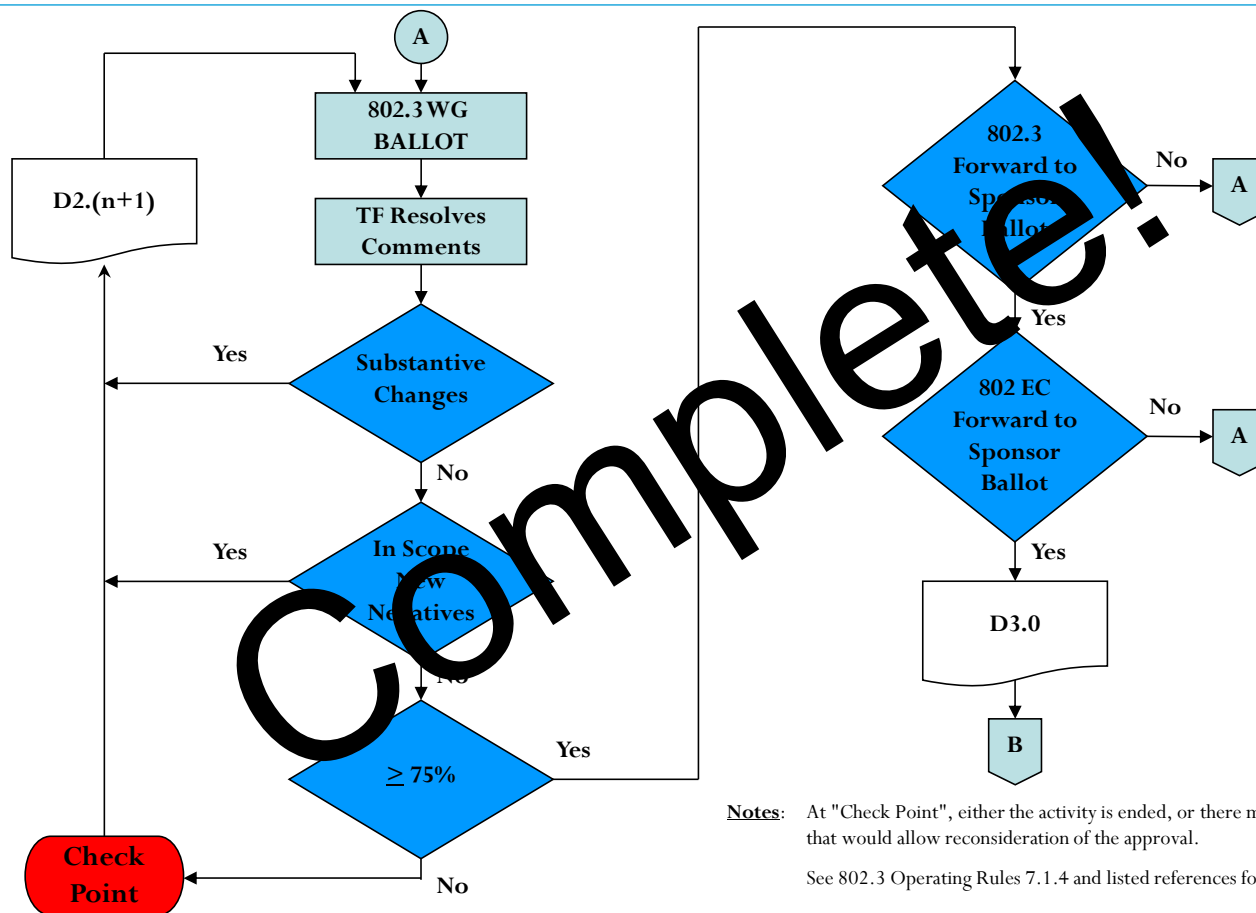 A
802.3 WG
BALLOT
D2.(n+1)
TF Resolves
Comments
Yes
Substantive
Changes
No
Yes
In Scope
New
Negatives
No
≥ 75%
Yes
Check
Point
No
802.3
Forward to
Sponsor
Ballot
No
A
Yes
802 EC
Forward to
Sponsor
Ballot
No
A
Yes
D3.0
B
Complete!
Notes: At "Check Point", either the activity is ended, or there
that would allow reconsideration of the approval.
See 802.3 Operating Rules 7.1.4 and listed references